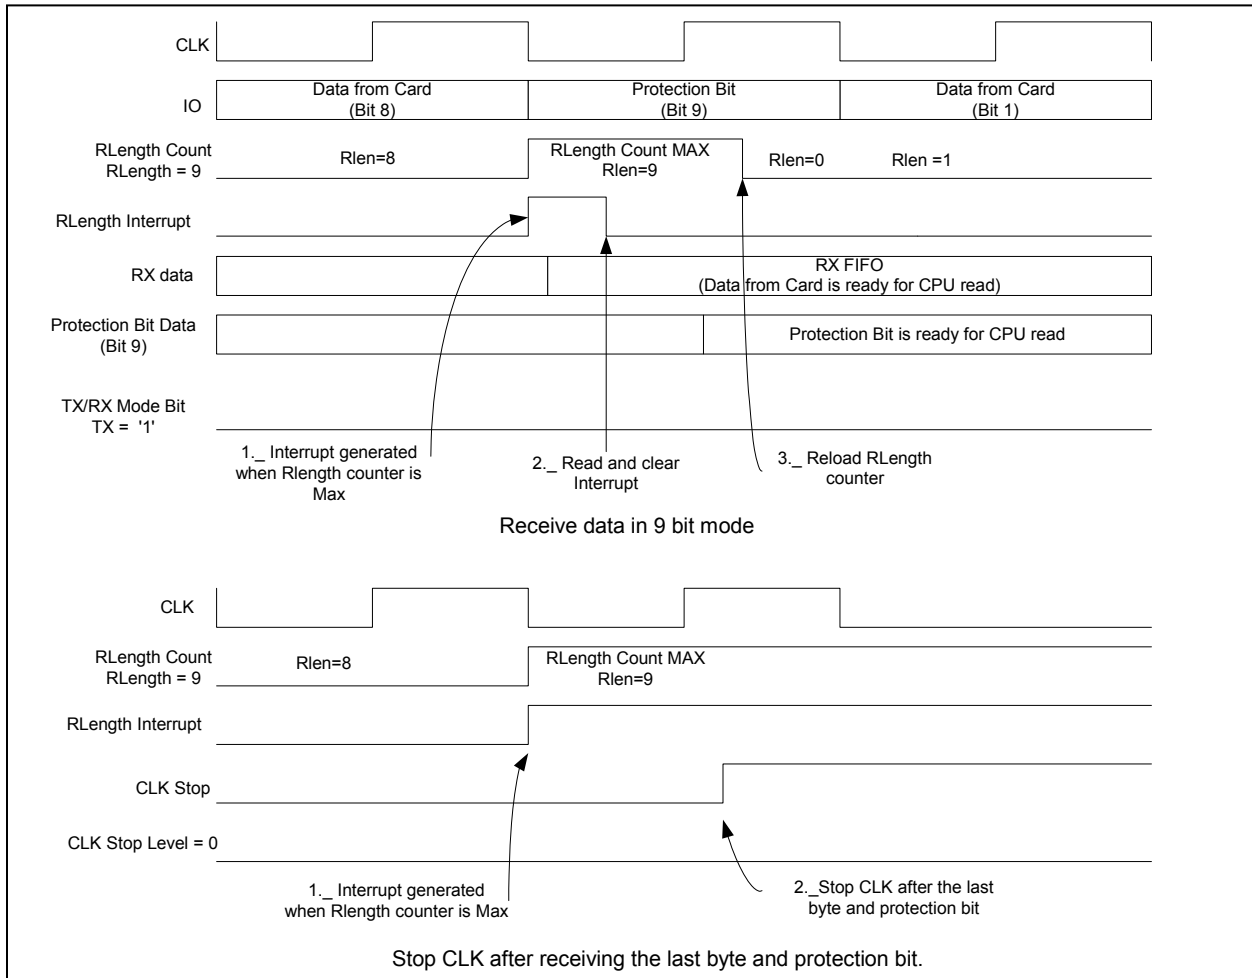 CLK
IO
Data from Card
(Bit 8)
Protection Bit
(Bit 9)
Data from Card
(Bit 1)
RLength Count
RLength = 9
Rlen=8
RLength Count MAX
Rlen=9
Rlen=0
Rlen =1
RLength Interrupt
RX data
RX FIFO
(Data from Card is ready for CPU read)
Protection Bit Data
(Bit 9)
Protection Bit is ready for CPU read
TX/RX Mode Bit
TX = '1'
1._ Interrupt generated
when Rlength counter is
Max
2._ Read and clear
Interrupt
3._ Reload RLength
counter
Receive data in 9 bit mode
CLK
RLength Count
RLength = 9
Rlen=8
RLength Count MAX
Rlen=9
RLength Interrupt
CLK Stop
CLK Stop Level = 0
1._ Interrupt generated
when Rlength counter is Max
2._Stop CLK after the last
byte and protection bit
Stop CLK after receiving the last byte and protection bit.